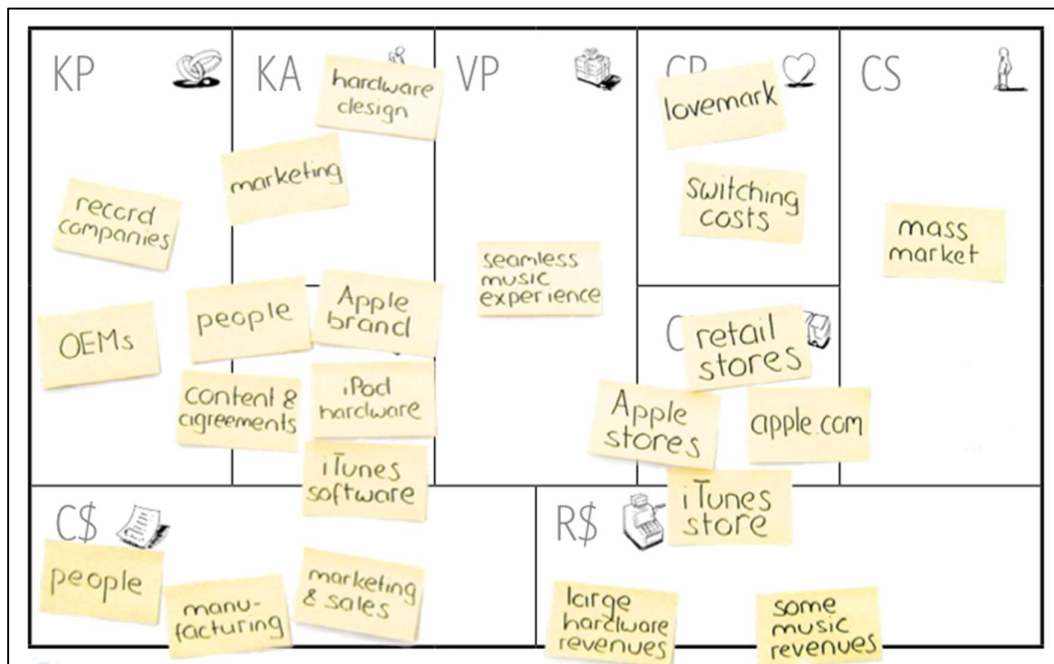 KP
KA
VP
CR
CS
hardware
design
marketing
record
companies
OEMs
people
Apple
brand
content &
agreements
iPod
hardware
iTunes
software
seamless
music
experience
lovemark
switching
costs
C
retail
stores
Apple
stores
apple.com
mass
market
C$
people
manu-
facturing
marketing
& sales
R$
iTunes
store
large
hardware
revenues
some
music
revenues